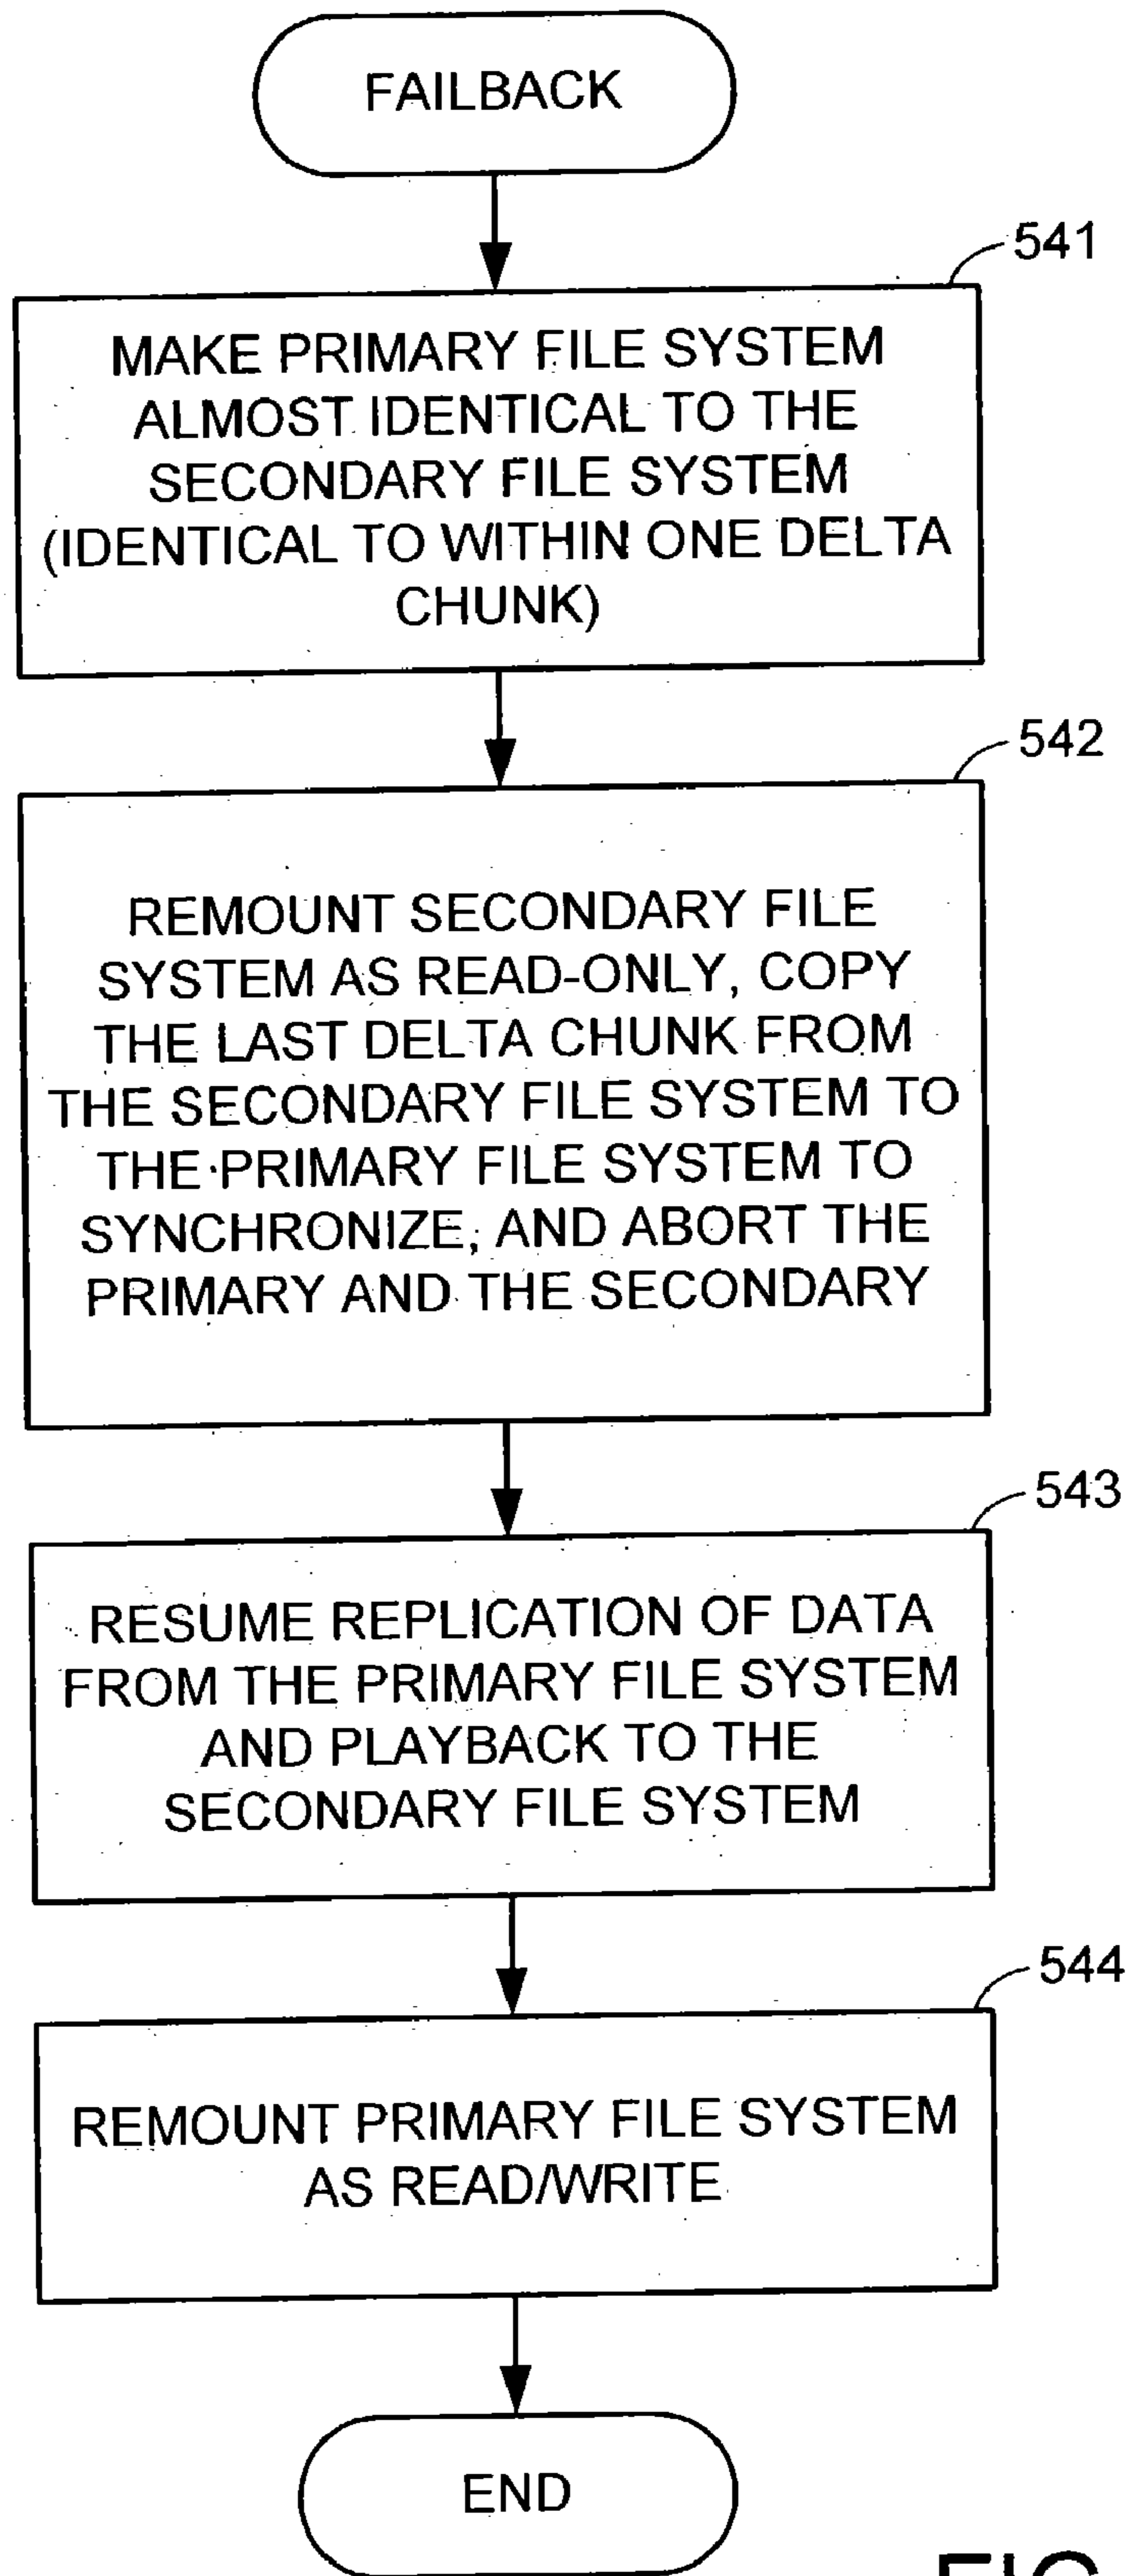 FAILBACK
541
MAKE PRIMARY FILE SYSTEM
ALMOST IDENTICAL TO THE
SECONDARY FILE SYSTEM
(IDENTICAL TO WITHIN ONE DELTA
CHUNK)
542
REMOUNT SECONDARY FILE
SYSTEM AS READ-ONLY, COPY
THE LAST DELTA CHUNK FROM
THE SECONDARY FILE SYSTEM TO
THE PRIMARY FILE SYSTEM TO
SYNCHRONIZE, AND ABORT THE
PRIMARY AND THE SECONDARY
543
RESUME REPLICATION OF DATA
FROM THE PRIMARY FILE SYSTEM
AND PLAYBACK TO THE
SECONDARY FILE SYSTEM
544
REMOUNT PRIMARY FILE SYSTEM
AS READ/WRITE
END
FIG